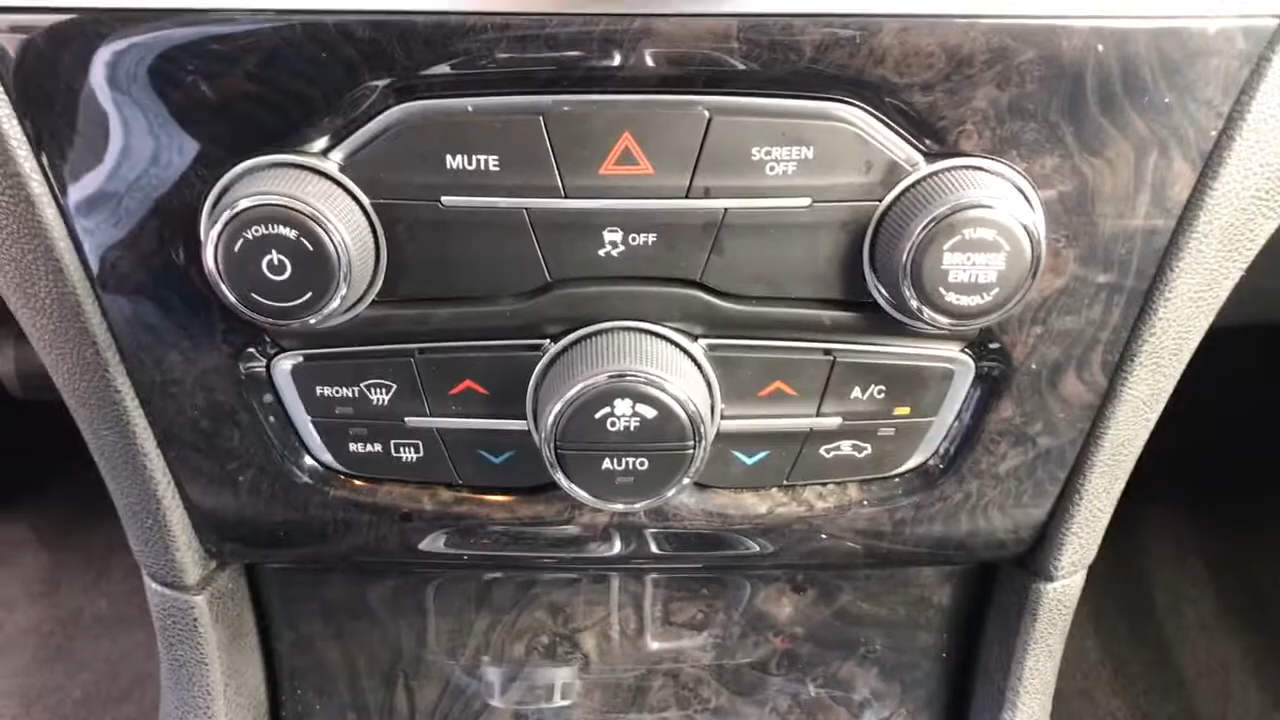 MUTE
SCREEN
OFF
VOLUME
OFF
TUNE
BROWSE
ENTER
SCROLL
FRONT
A/C
OFF
REAR
AUTO